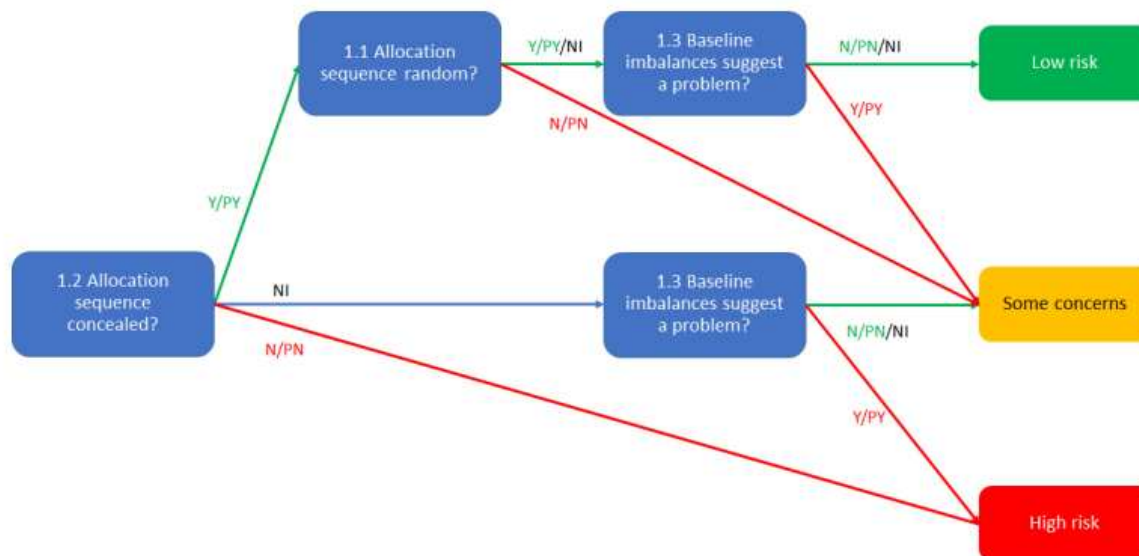 1.1 Allocation
sequence random?
Y/PY/NI
1.3 Baseline
imbalances suggest
a problem?
N/PN/NI
Low risk
N/PN
Y/PY
Y/PY
1.2 Allocation
sequence
concealed?
NI
N/PN
1.3 Baseline
imbalances suggest
a problem?
N/PN/NI
Some concerns
Y/PY
High risk